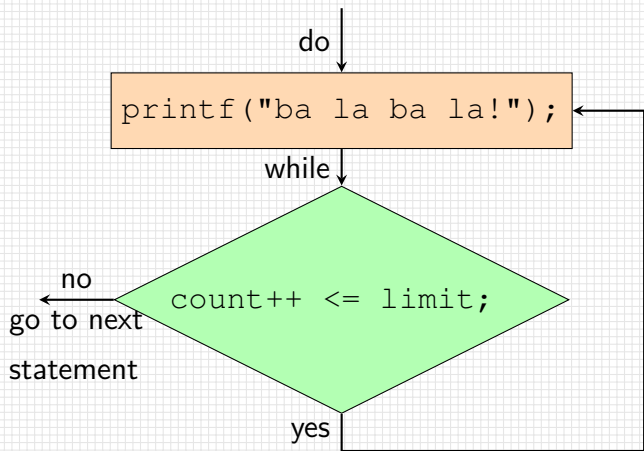 do
printf("ba la ba la!");
while
no
count++ <= limit;
go to next
statement
yes